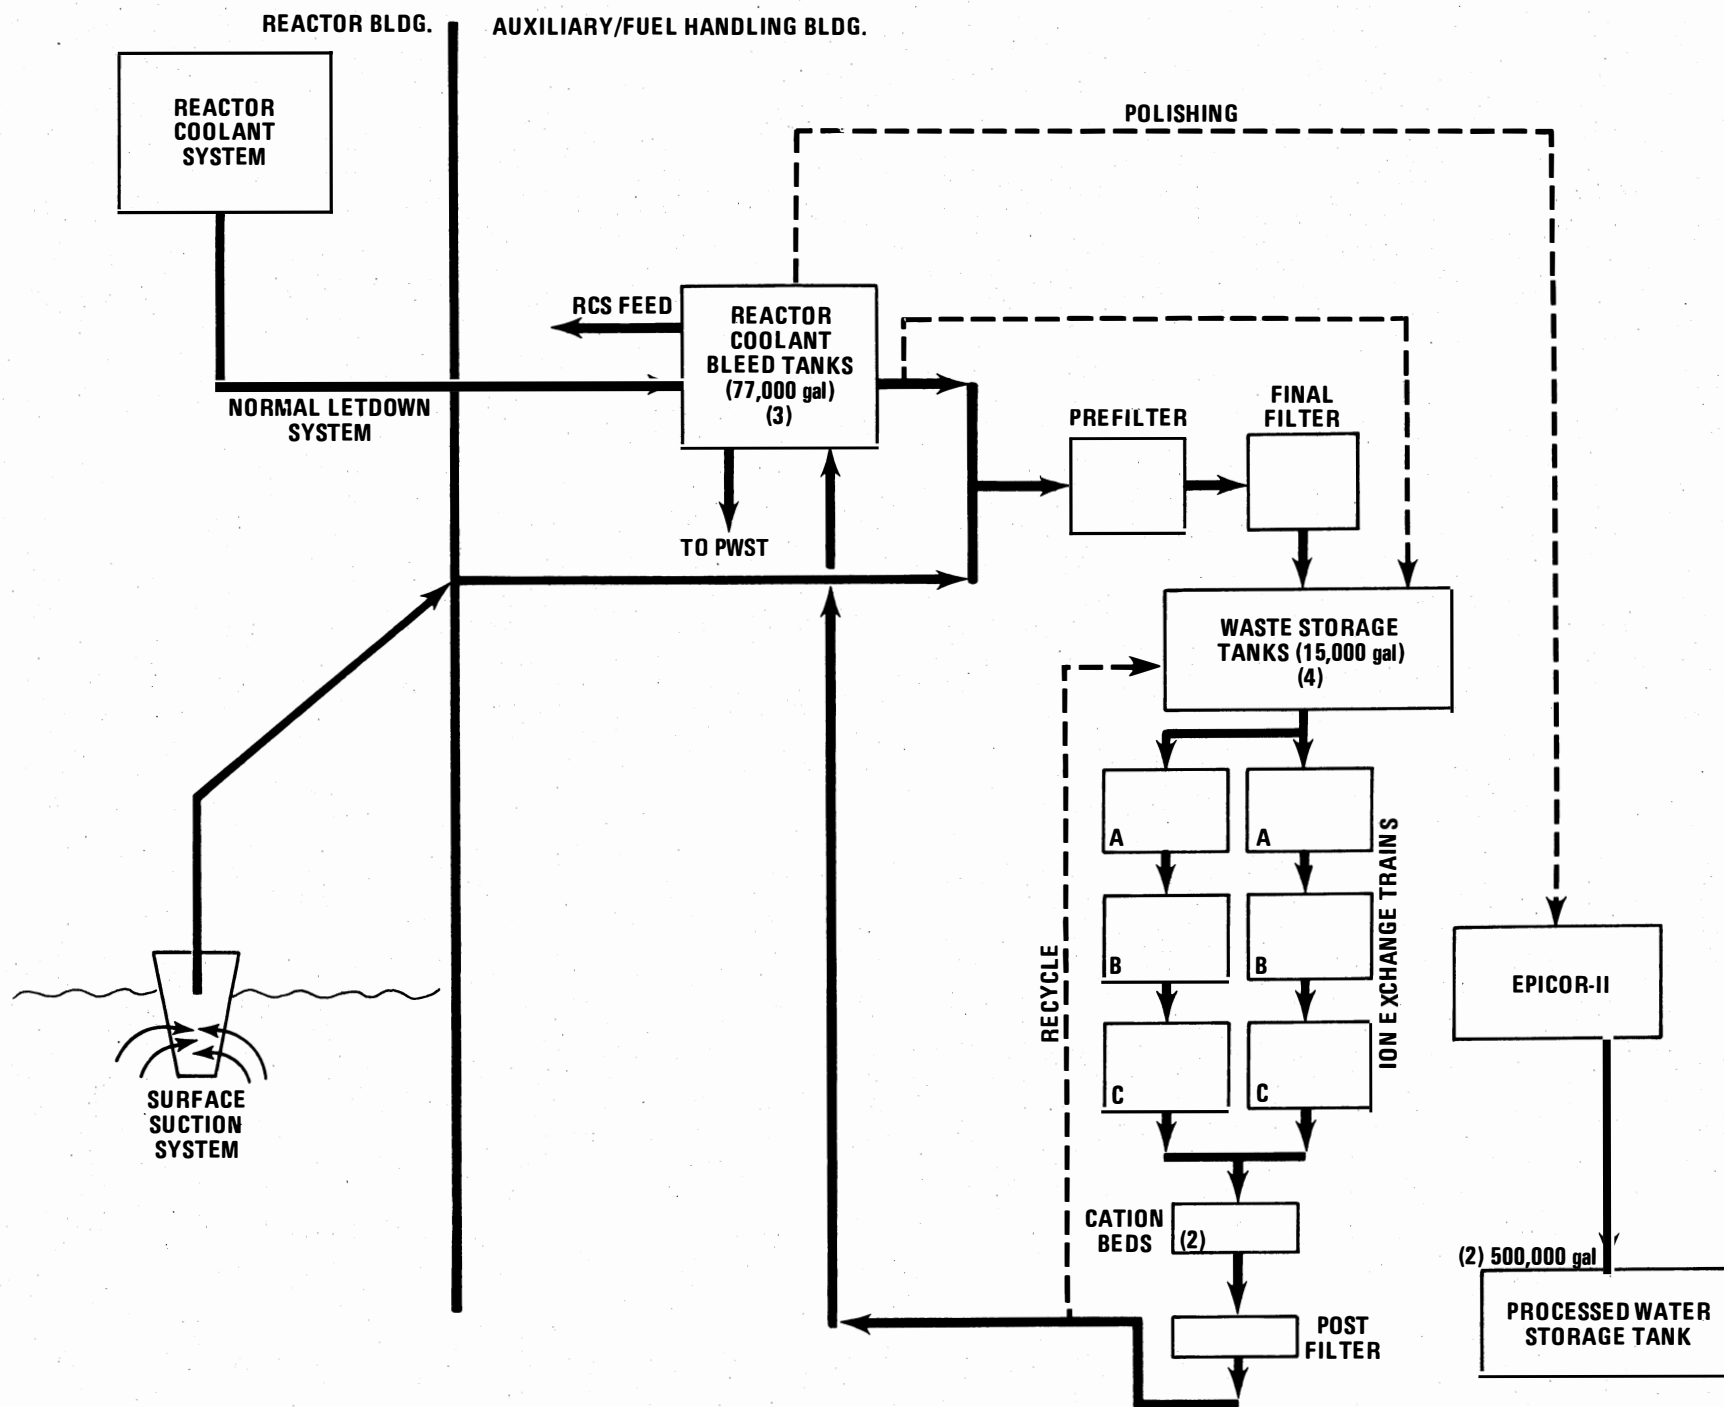 REACTOR BLDG.
AUXILIARY/FUEL HANDLING BLDG.
REACTOR
COOLANT
SYSTEM
POLISHING
RCS FEED
REACTOR
COOLANT
BLEED TANKS
(77,000 gal)
(3)
NORMAL LETDOWN
SYSTEM
TO PWST
PREFILTER
FINAL
FILTER
WASTE STORAGE
TANKS (15,000 gal)
(4)
A
A
B
B
C
C
ION EXCHANGE TRAINS
RECYCLE
EPICOR-II
SURFACE
SUCTION
SYSTEM
CATION
BEDS
(2)
POST
FILTER
(2) 500,000 gal
PROCESSED WATER
STORAGE TANK